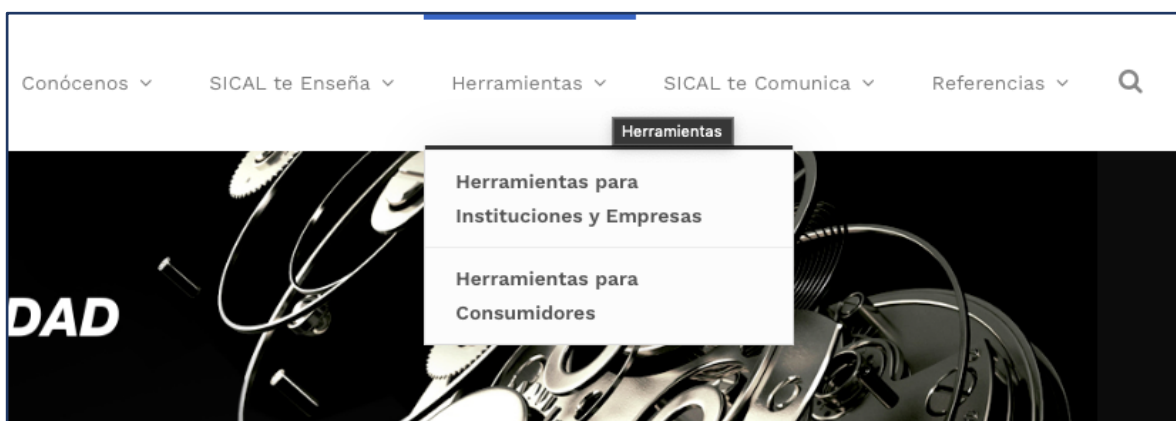 Conócenos SICAL te Enseña Herramientas SICAL te Comunica Referencias
Herramientas
Herramientas para
Instituciones y Empresas
Herramientas para
Consumidores
DAD